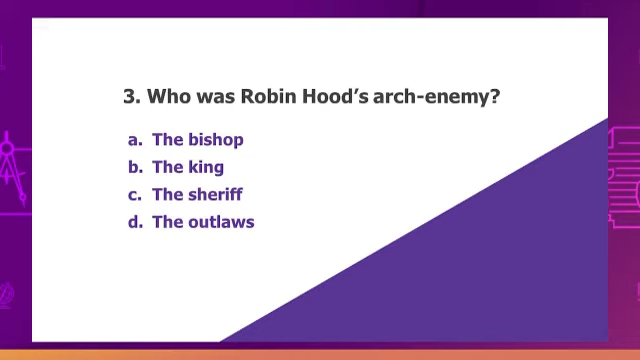 3. Who was Robin Hood's arch-enemy?
a. The bishop
b. The king
c. The sheriff
d. The outlaws